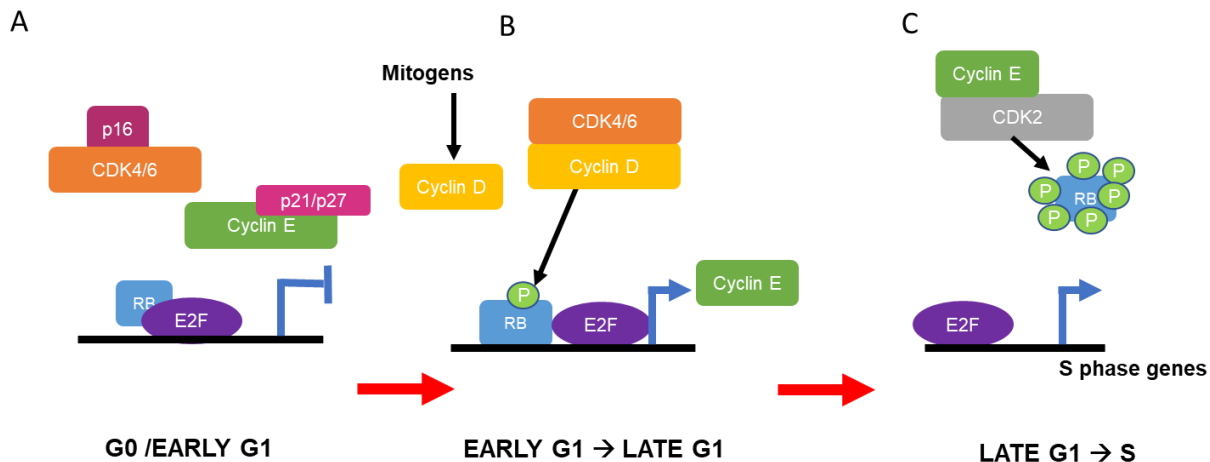 A
p16
CDK4/6
p21/p27
Cyclin E
RB
E2F
G0 /EARLY G1
B
Mitogens
Cyclin D
CDK4/6
Cyclin D
P
RB
E2F
Cyclin E
EARLY G1 → LATE G1
C
Cyclin E
CDK2
P
P
P
P
P
P
P
RB
E2F
S phase genes
LATE G1 → S